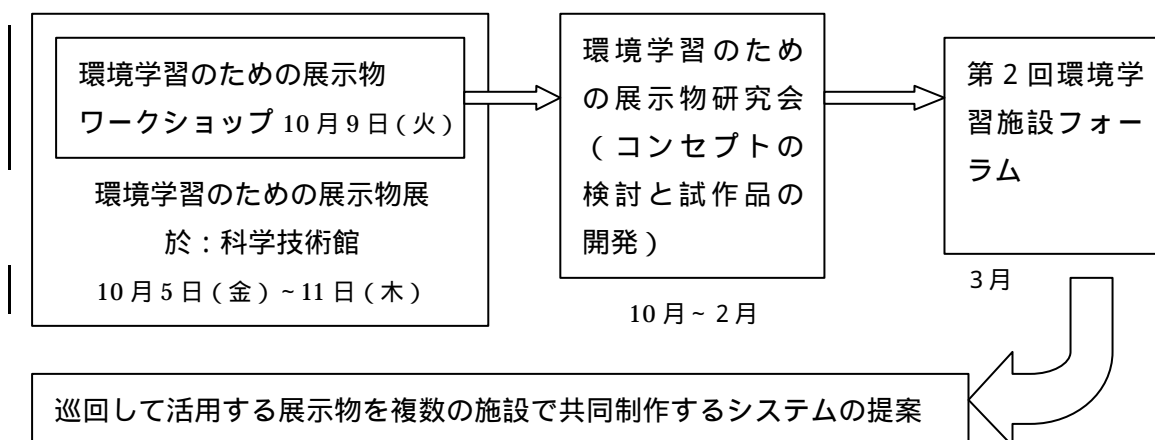 環境学習のための展示物
ワークショップ 10月9日(火)
環境学習のための展示物展
於:科学技術館
10月5日(金)~11日(木)
環境学習のため
の展示物研究会
(コンセプトの
検討と試作品の
開発)
10月~2月
第2回環境学
習施設フォー
ラム
3月
巡回して活用する展示物を複数の施設で共同制作するシステムの提案